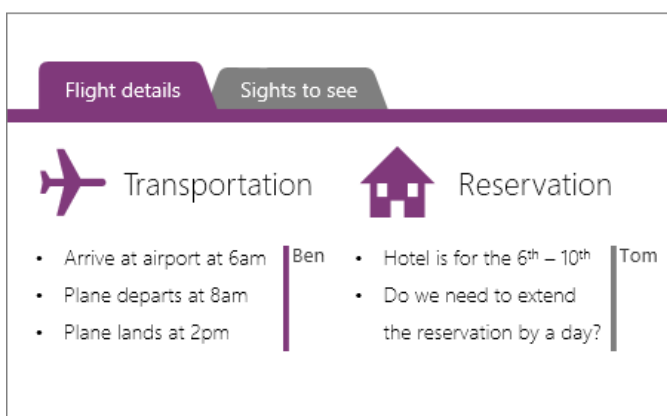 Flight details
Sights to see
Transportation
• Arrive at airport at 6am
• Plane departs at 8am
• Plane lands at 2pm
Ben
Reservation
• Hotel is for the 6th – 10th
• Do we need to extend
the reservation by a day?
Tom